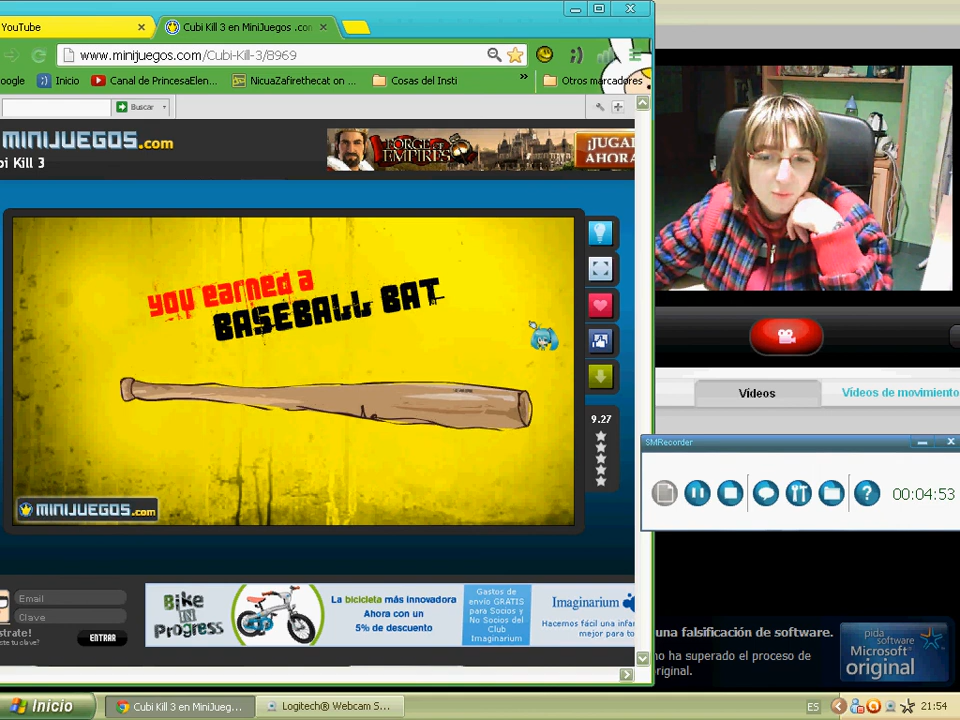 YouTube
Cubi Kill 3 en MiniJuegos .com
www.minijuegos.com/Cubi-Kill-3/8969
oogle
Inicio
Canal de PrincesaElen...
NicuaZafirethecat on ...
Cosas del Insti
»
Otros marcadores
Buscar
MINIJUEGOS.com
bi Kill 3
FORGE OF EMPIRES
¡JUGA
AHORA
you earned a
BASEBALL BAT
9.27
MINIJUEGOS.com
Vídeos
Vídeos de movimiento
SMRecorder
00:04:53
Email
Clave
strate!
ENTRAR
Bike
IN
PROgRESS
La bicicleta más innovadora
Ahora con un
5% de descuento
Gastos de
envío GRATIS
para Socios y
No Socios
del Club
Imaginarium
Imaginarium
Hacemos fácil una infan
mejor para to
una falsificación de software.
no ha superado el proceso de
riginal.
pida
software
Microsoft
original
Inicio
Cubi Kill 3 en MiniJueg...
Logitech® Webcam S...
ES
21:54